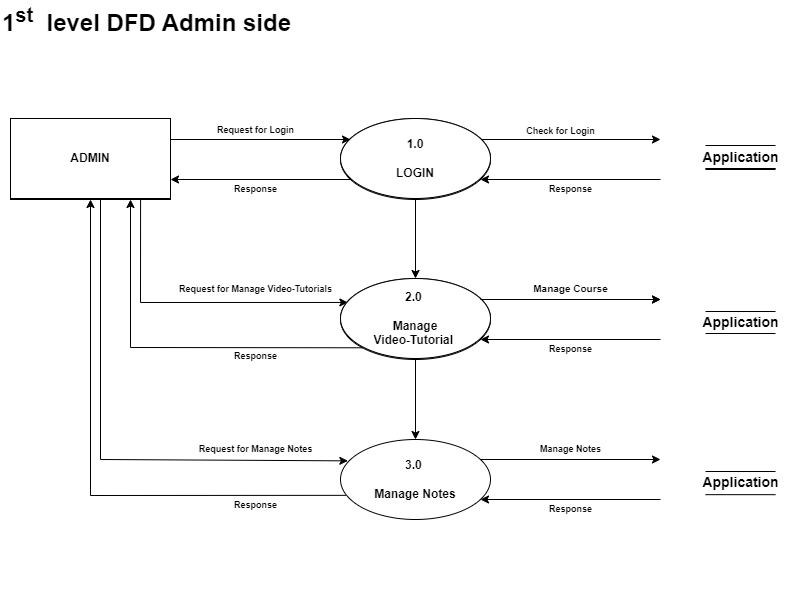 1st level DFD Admin side
ADMIN
Request for Login
Response
1.0
LOGIN
Check for Login
Response
Application
Request for Manage Video-Tutorials
Response
2.0
Manage
Video-Tutorial
Manage Course
Response
Application
Request for Manage Notes
Response
3.0
Manage Notes
Manage Notes
Response
Application